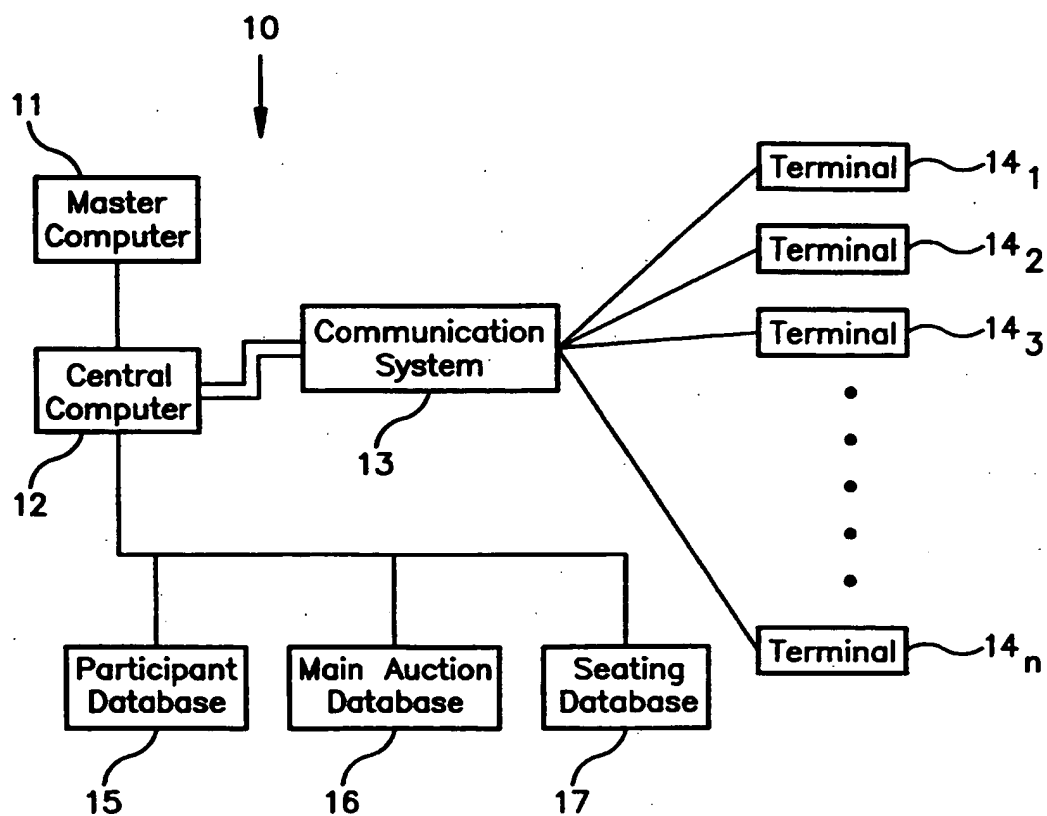 10
11
Master
Computer
Terminal
14 1
Terminal
14 2
Communication
System
Terminal
14 3
Central
Computer
13
12
Terminal
14 n
Participant
Database
Main Auction
Database
Seating
Database
15
16
17